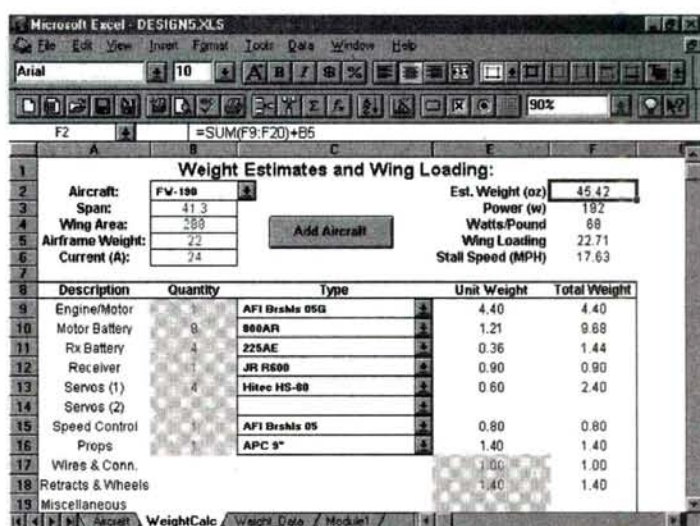 Microsoft Excel - DESIGN5.XLS
File Edit View Insert Format Tools Data Window Help
Arial 10 A B I $ %
90%
F2 =SUM(F9:F20)+B5
A B C E F
1 Weight Estimates and Wing Loading:
2 Aircraft: FW-190 Est. Weight (oz) 45.42
3 Span: 41.3 Power (w) 192
4 Wing Area: 288 Watts/Pound 68
5 Airframe Weight: 22 Wing Loading 22.71
6 Current (A): 24 Stall Speed (MPH) 17.63
Add Aircraft
7
8 Description Quantity Type Unit Weight Total Weight
9 Engine/Motor 1 AFI Brshls 05G 4.40 4.40
10 Motor Battery 8 800AR 1.21 9.68
11 Rx Battery 4 225AE 0.36 1.44
12 Receiver 1 JR R600 0.90 0.90
13 Servos (1) 4 Hitec HS-60 0.60 2.40
14 Servos (2)
15 Speed Control 1 AFI Brshls 05 0.80 0.80
16 Props 1 APC 9" 1.40 1.40
17 Wires & Conn. 1.00 1.00
18 Retracts & Wheels 1.40 1.40
19 Miscellaneous
Aircraft WeightCalc Weight Data Module1